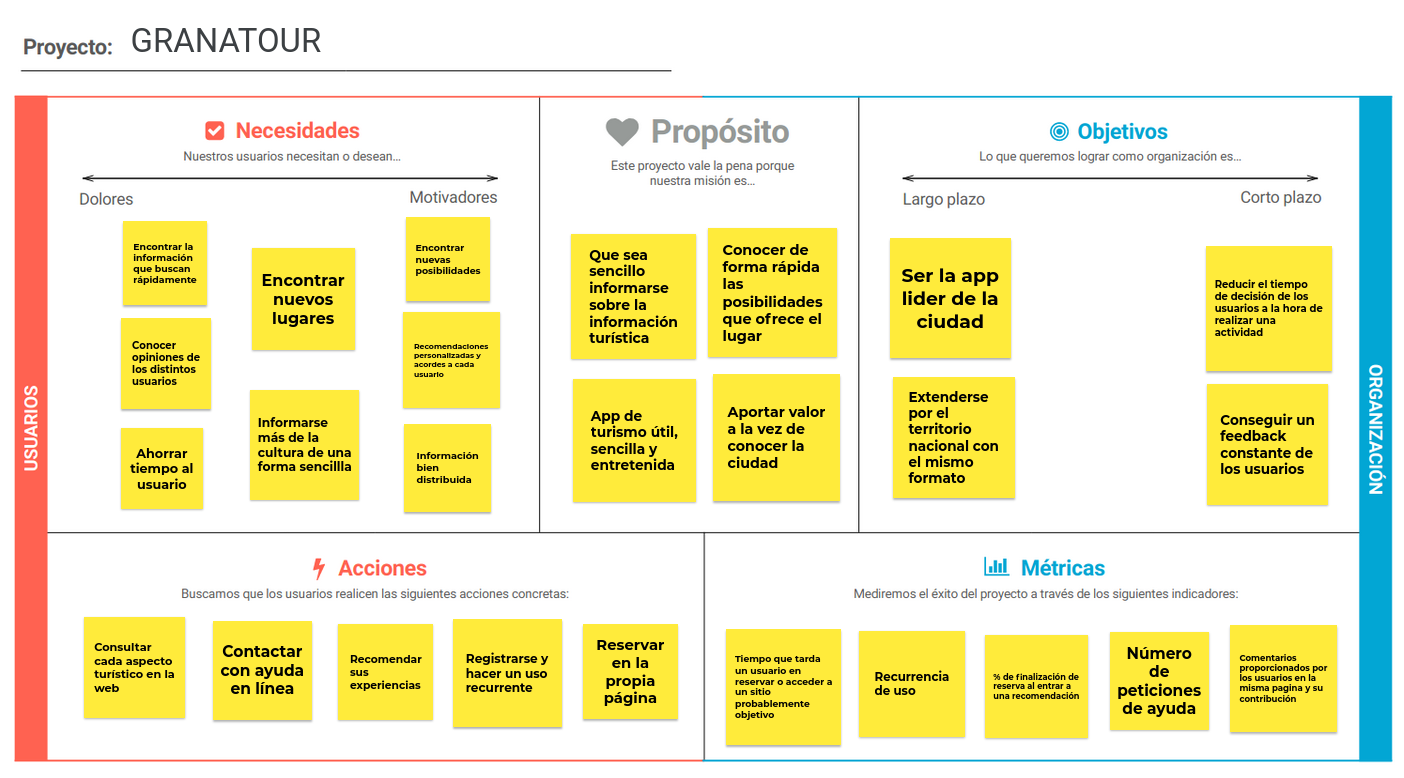 Proyecto: GRANATOUR
USUARIOS
Necesidades
Nuestros usuarios necesitan o desean...
Dolores
Motivadores
Encontrar la
información
que buscan
rápidamente
Conocer
opiniones de
los distintos
usuarios
Ahorrar
tiempo al
usuario
Encontrar
nuevos
lugares
Informarse
más de la
cultura de una
forma sencillla
Encontrar
nuevas
posibilidades
Recomendaciones
personalizadas y
acordes a cada
usuario
Información
bien
distribuida
Propósito
Este proyecto vale la pena porque
nuestra misión es...
Que sea
sencillo
informarse
sobre la
información
turística
Conocer de
forma rápida
las
posibilidades
que ofrece el
lugar
App de
turismo útil,
sencilla y
entretenida
Aportar valor
a la vez de
conocer la
ciudad
Objetivos
Lo que queremos lograr como organización es...
Largo plazo
Corto plazo
Ser la app
lider de la
ciudad
Extenderse
por el
territorio
nacional con
el mismo
formato
Reducir el tiempo
de decisión de los
usuarios a la hora de
realizar una
actividad
Conseguir un
feedback
constante de
los usuarios
ORGANIZACIÓN
Acciones
Buscamos que los usuarios realicen las siguientes acciones concretas:
Consultar
cada aspecto
turístico en la
web
Contactar
con ayuda
en línea
Recomendar
sus
experiencias
Registrarse y
hacer un uso
recurrente
Reservar
en la
propia
página
Métricas
Mediremos el éxito del proyecto a través de los siguientes indicadores:
Tiempo que tarda
un usuario en
reservar o acceder a
un sitio
probablemente
objetivo
Recurrencia
de uso
% de finalización de
reserva al entrar a
una recomendación
Número
de
peticiones
de ayuda
Comentarios
proporcionados por
los usuarios en la
misma pagina y su
contribución